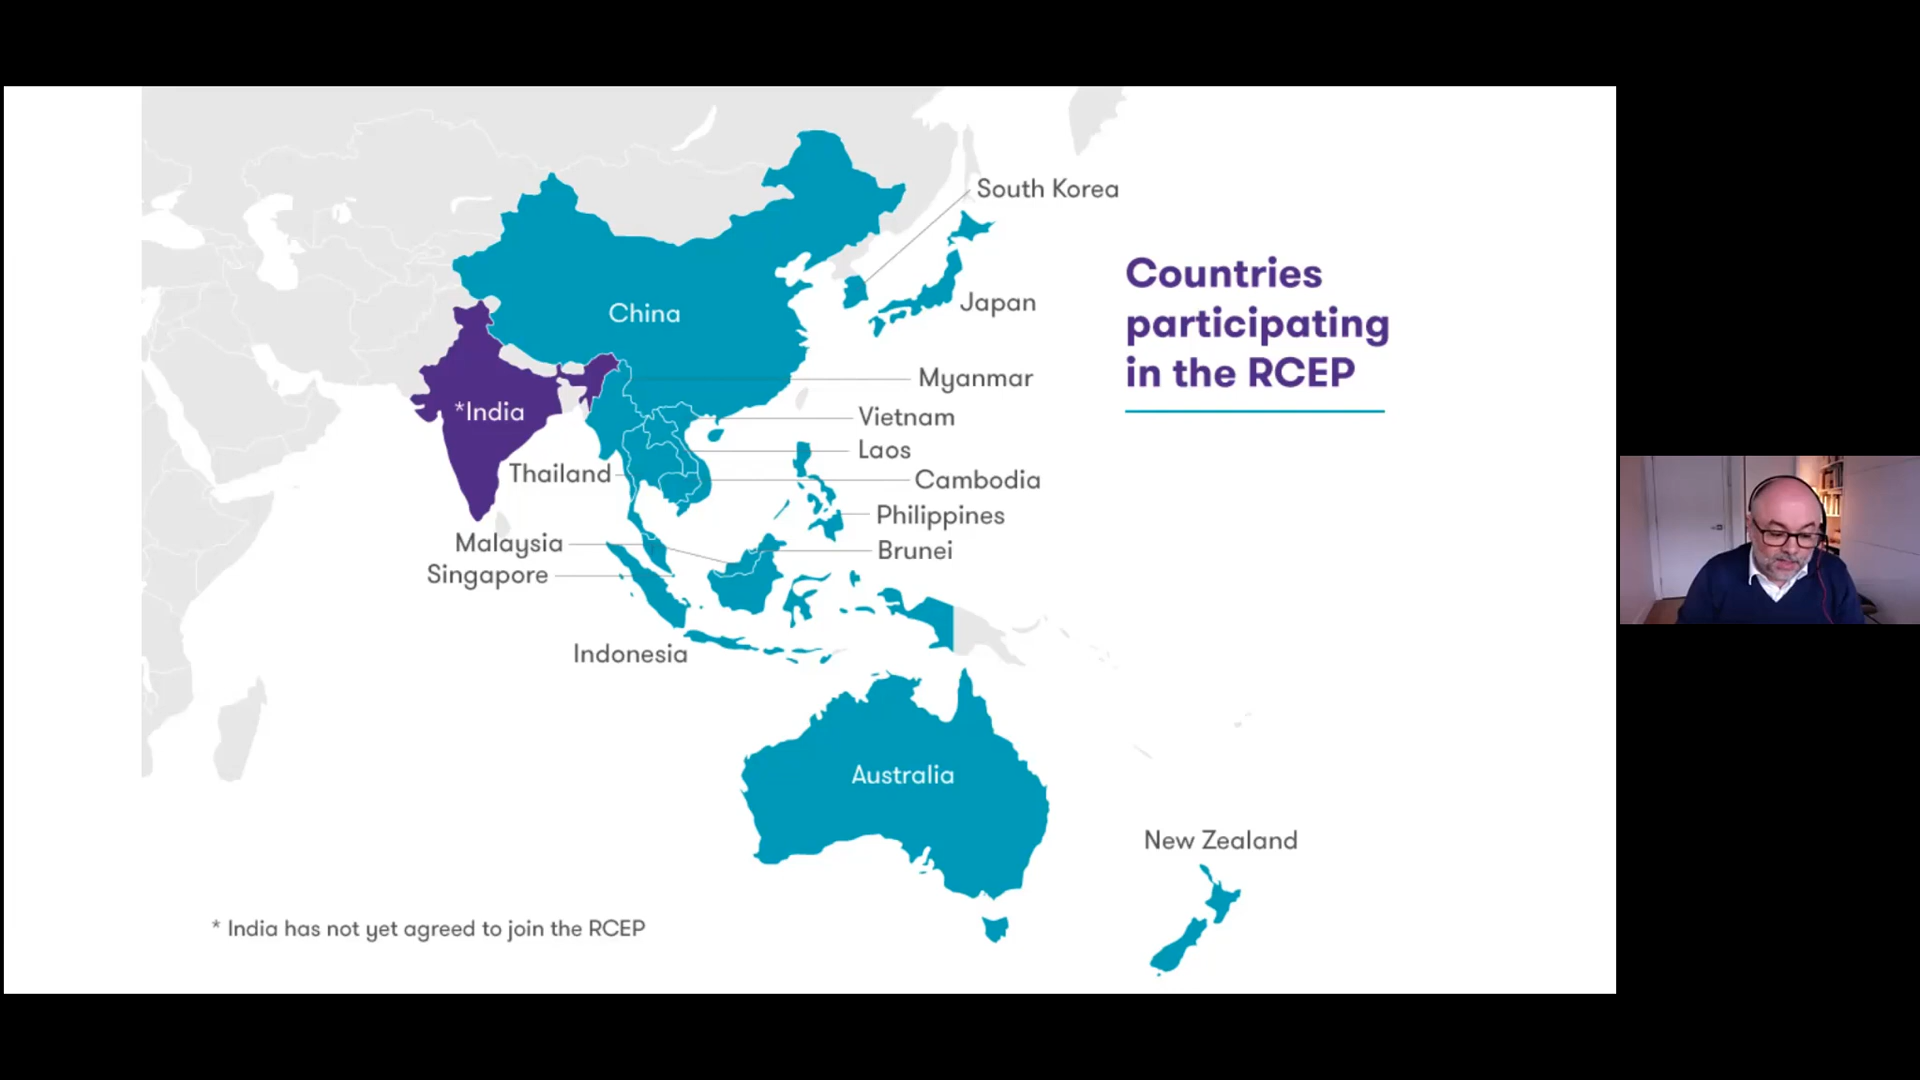 South Korea
Countries
participating
in the RCEP
Japan
China
Myanmar
*India
Vietnam
Laos
Thailand
Cambodia
Philippines
Malaysia
Brunei
Singapore
Indonesia
Australia
New Zealand
* India has not yet agreed to join the RCEP